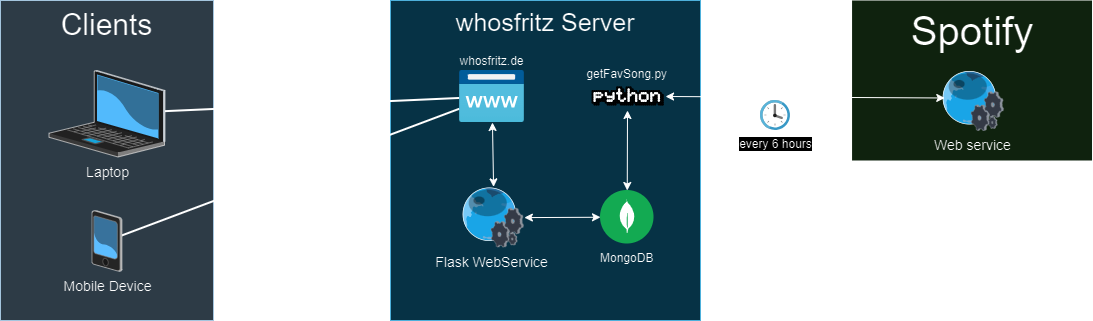 Clients
Laptop
Mobile Device
whosfritz Server
whosfritz.de
WWW
getFavSong.py
python
Flask WebService
MongoDB
every 6 hours
Spotify
Web service